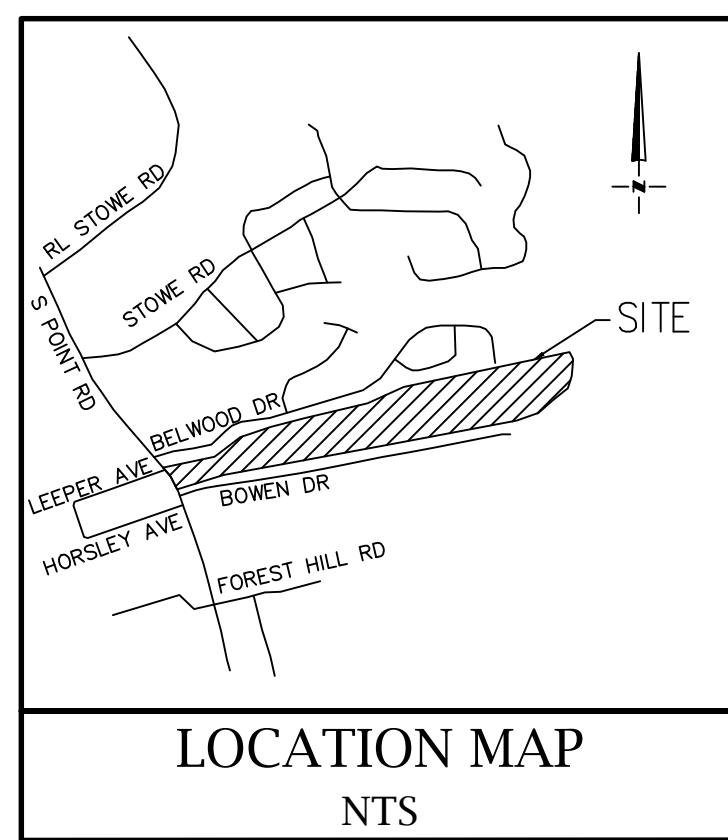 RL STOWE RD
N
STOWE RD
SITE
S POINT RD
BELWOOD DR
LEEPER AVE
BOWEN DR
HORSLEY AVE
FOREST HILL RD
LOCATION MAP
NTS